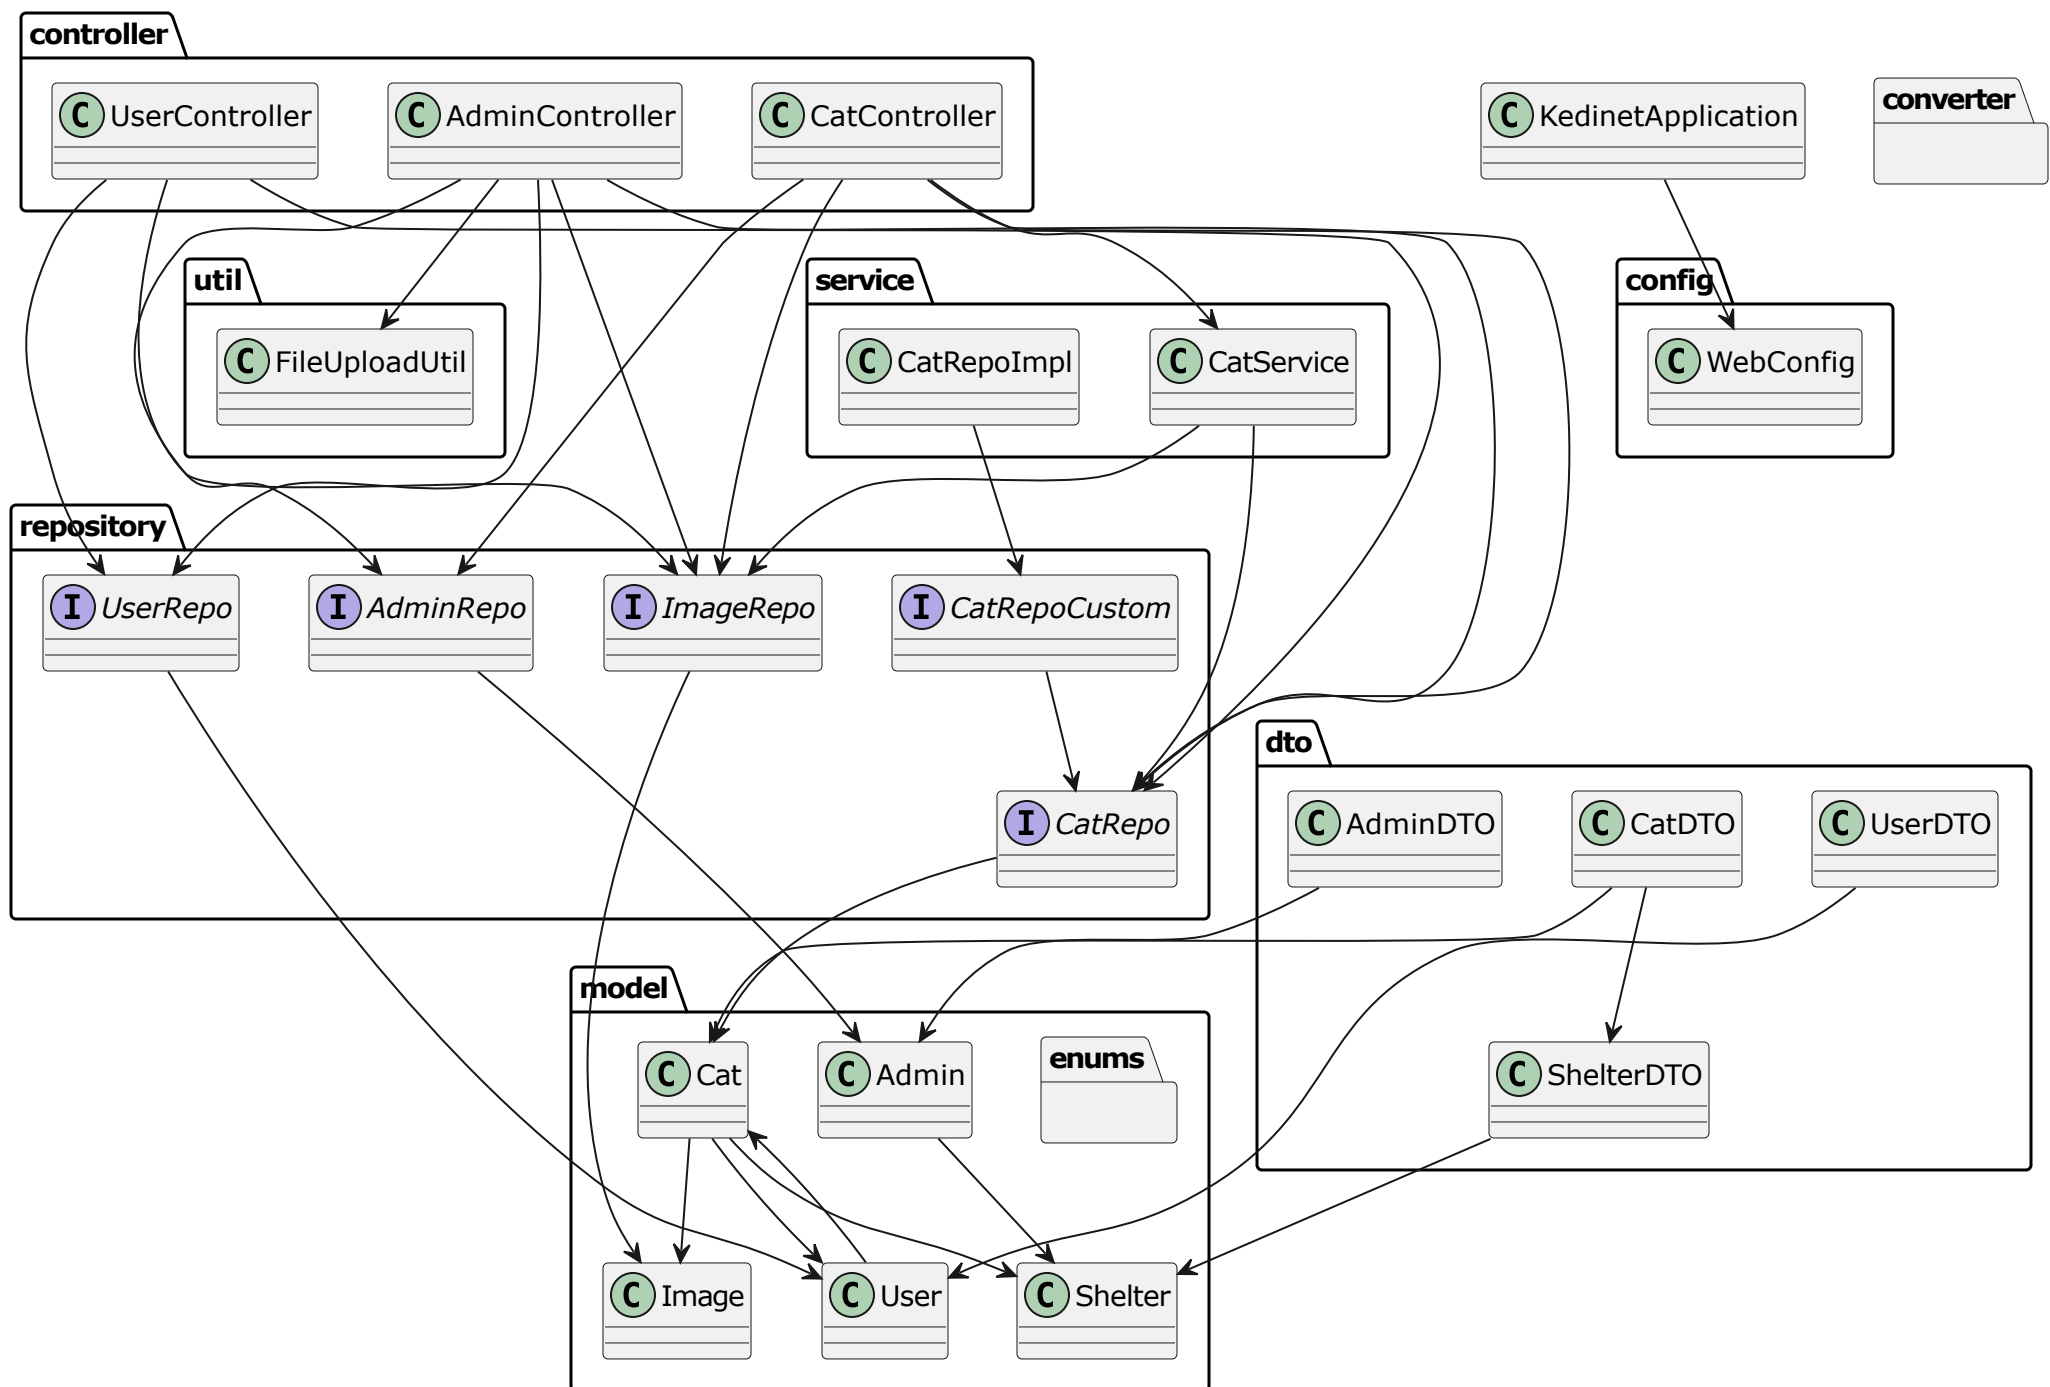 controller
C UserController
C AdminController
C CatController
C KedinetApplication
converter
util
C FileUploadUtil
service
C CatRepoImpl
C CatService
config
C WebConfig
repository
I UserRepo
I AdminRepo
I ImageRepo
I CatRepoCustom
I CatRepo
dto
C AdminDTO
C CatDTO
C UserDTO
C ShelterDTO
model
C Cat
C Admin
enums
C Image
C User
C Shelter